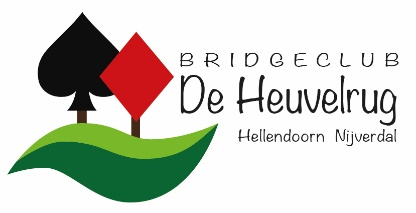 BRIDGECLUB
De Heuvelrug
Hellendoorn Nijverdal